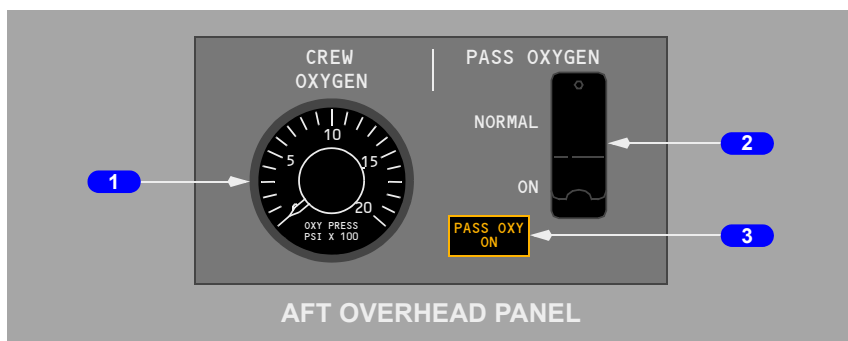 CREW
OXYGEN
PASS OXYGEN
10
5
15
0
20
OXY PRESS
PSI X 100
NORMAL
ON
PASS OXY
ON
1
2
3
AFT OVERHEAD PANEL